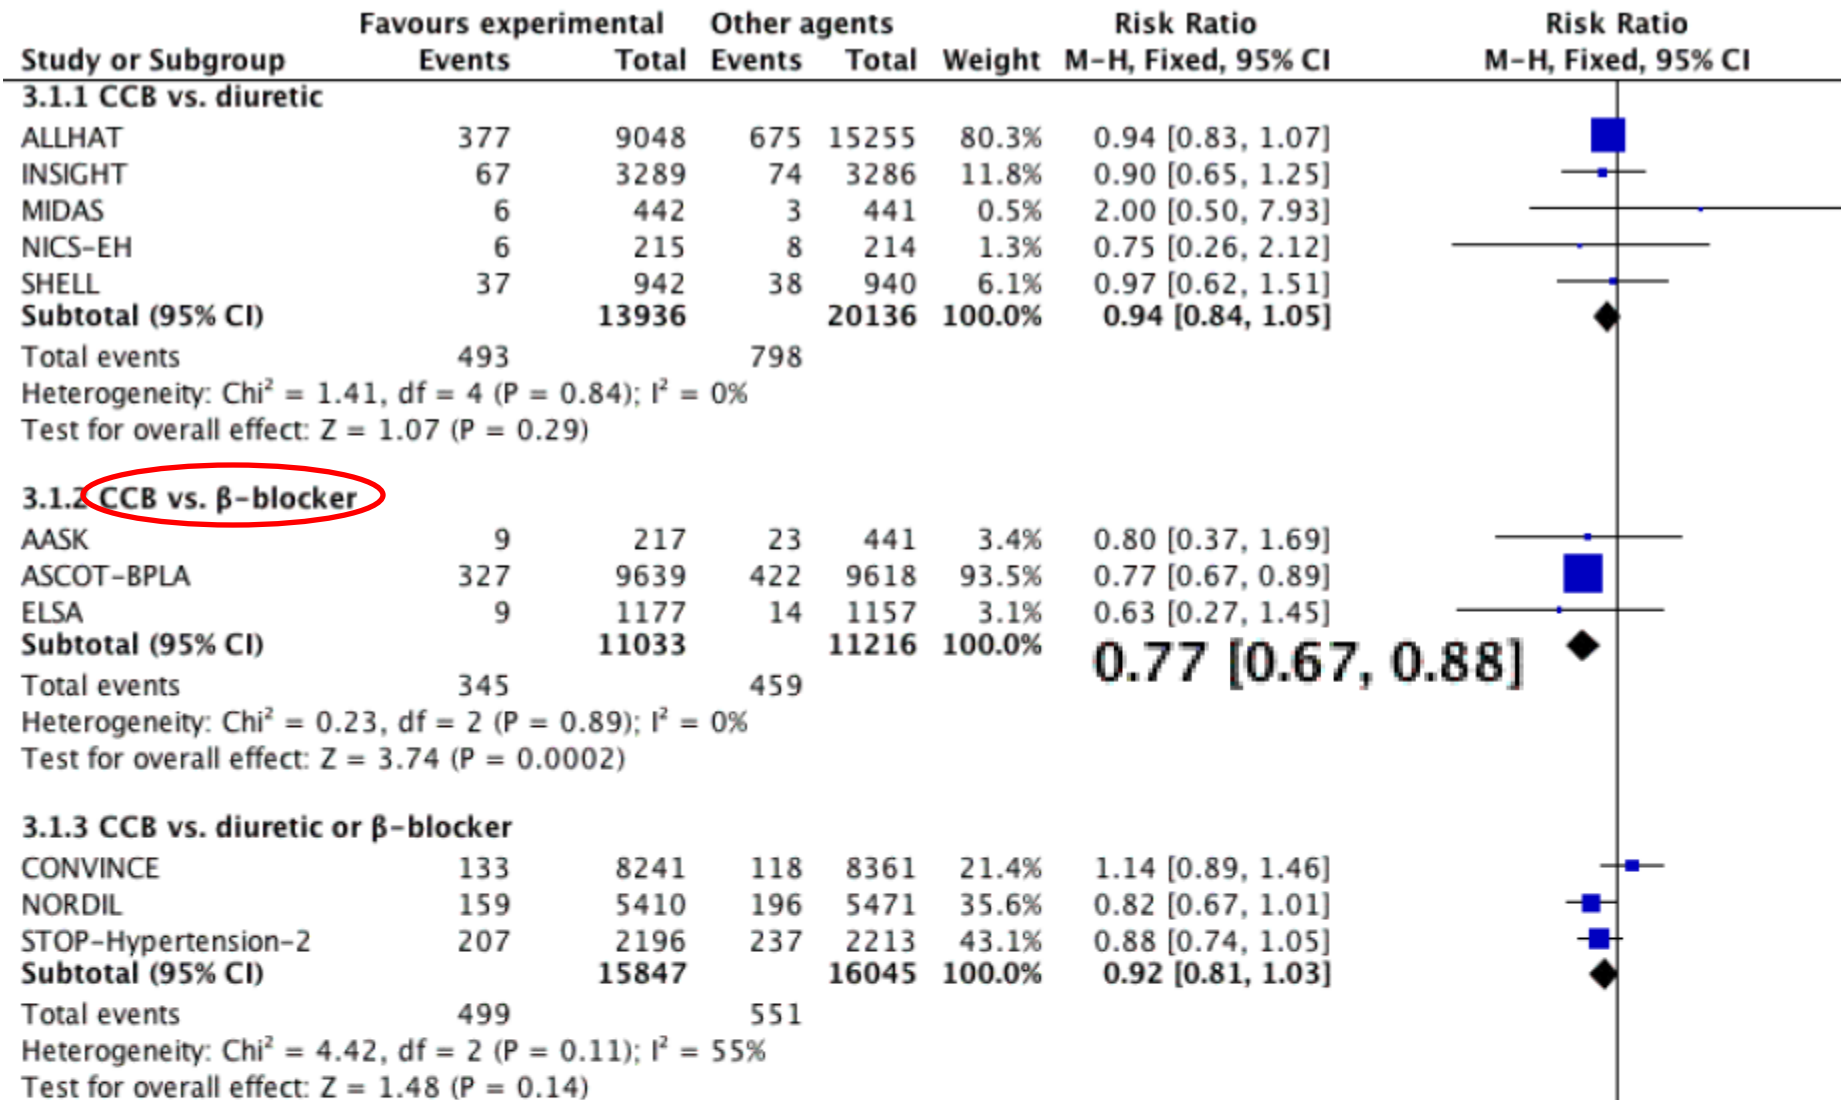 Favours experimental Other agents Risk Ratio Risk Ratio
Study or Subgroup Events Total Events Total Weight M-H, Fixed, 95% CI M-H, Fixed, 95% CI
3.1.1 CCB vs. diuretic
ALLHAT 377 9048 675 15255 80.3% 0.94 [0.83, 1.07]
INSIGHT 67 3289 74 3286 11.8% 0.90 [0.65, 1.25]
MIDAS 6 442 3 441 0.5% 2.00 [0.50, 7.93]
NICS-EH 6 215 8 214 1.3% 0.75 [0.26, 2.12]
SHELL 37 942 38 940 6.1% 0.97 [0.62, 1.51]
Subtotal (95% CI) 13936 20136 100.0% 0.94 [0.84, 1.05]
Total events 493 798
Heterogeneity: Chi² = 1.41, df = 4 (P = 0.84); I² = 0%
Test for overall effect: Z = 1.07 (P = 0.29)
3.1.2 CCB vs. β-blocker
AASK 9 217 23 441 3.4% 0.80 [0.37, 1.69]
ASCOT-BPLA 327 9639 422 9618 93.5% 0.77 [0.67, 0.89]
ELSA 9 1177 14 1157 3.1% 0.63 [0.27, 1.45]
Subtotal (95% CI) 11033 11216 100.0% 0.77 [0.67, 0.88]
Total events 345 459
Heterogeneity: Chi² = 0.23, df = 2 (P = 0.89); I² = 0%
Test for overall effect: Z = 3.74 (P = 0.0002)
3.1.3 CCB vs. diuretic or β-blocker
CONVINCE 133 8241 118 8361 21.4% 1.14 [0.89, 1.46]
NORDIL 159 5410 196 5471 35.6% 0.82 [0.67, 1.01]
STOP-Hypertension-2 207 2196 237 2213 43.1% 0.88 [0.74, 1.05]
Subtotal (95% CI) 15847 16045 100.0% 0.92 [0.81, 1.03]
Total events 499 551
Heterogeneity: Chi² = 4.42, df = 2 (P = 0.11); I² = 55%
Test for overall effect: Z = 1.48 (P = 0.14)